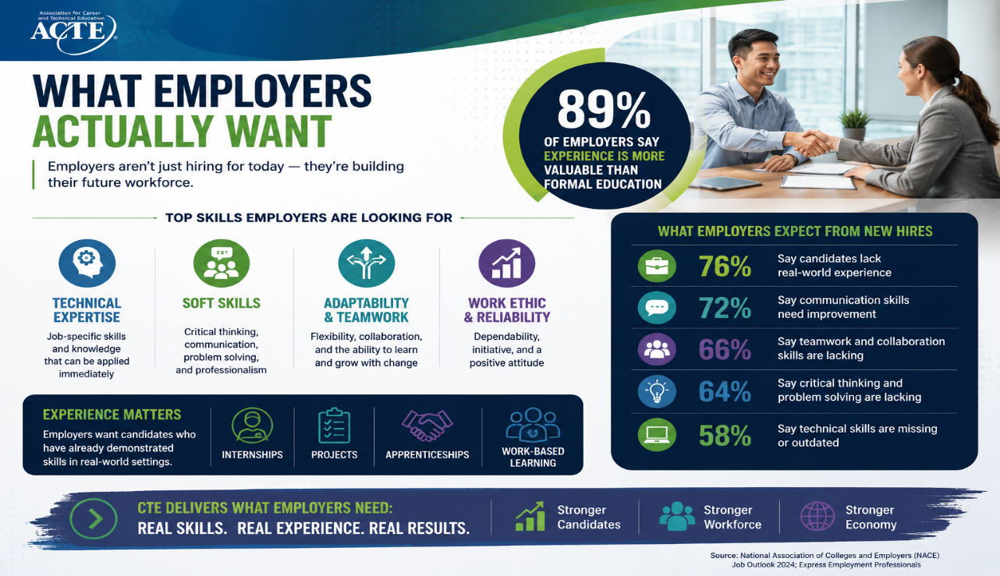 Association for Career
and Technical Education
ACTE®
WHAT EMPLOYERS
ACTUALLY WANT
Employers aren't just hiring for today — they're building
their future workforce.
89%
OF EMPLOYERS SAY
EXPERIENCE IS MORE
VALUABLE THAN
FORMAL EDUCATION
TOP SKILLS EMPLOYERS ARE LOOKING FOR
TECHNICAL
EXPERTISE
Job-specific skills
and knowledge
that can be applied
immediately
SOFT SKILLS
Critical thinking,
communication,
problem solving,
and professionalism
ADAPTABILITY
& TEAMWORK
Flexibility, collaboration,
and the ability to learn
and grow with change
WORK ETHIC
& RELIABILITY
Dependability,
initiative, and a
positive attitude
WHAT EMPLOYERS EXPECT FROM NEW HIRES
76%
Say candidates lack
real-world experience
72%
Say communication skills
need improvement
66%
Say teamwork and collaboration
skills are lacking
64%
Say critical thinking and
problem solving are lacking
58%
Say technical skills are missing
or outdated
EXPERIENCE MATTERS
Employers want candidates who
have already demonstrated
skills in real-world settings.
INTERNSHIPS
PROJECTS
APPRENTICESHIPS
WORK-BASED
LEARNING
CTE DELIVERS WHAT EMPLOYERS NEED:
REAL SKILLS. REAL EXPERIENCE. REAL RESULTS.
Stronger
Candidates
Stronger
Workforce
Stronger
Economy
Source: National Association of Colleges and Employers (NACE)
Job Outlook 2024; Express Employment Professionals